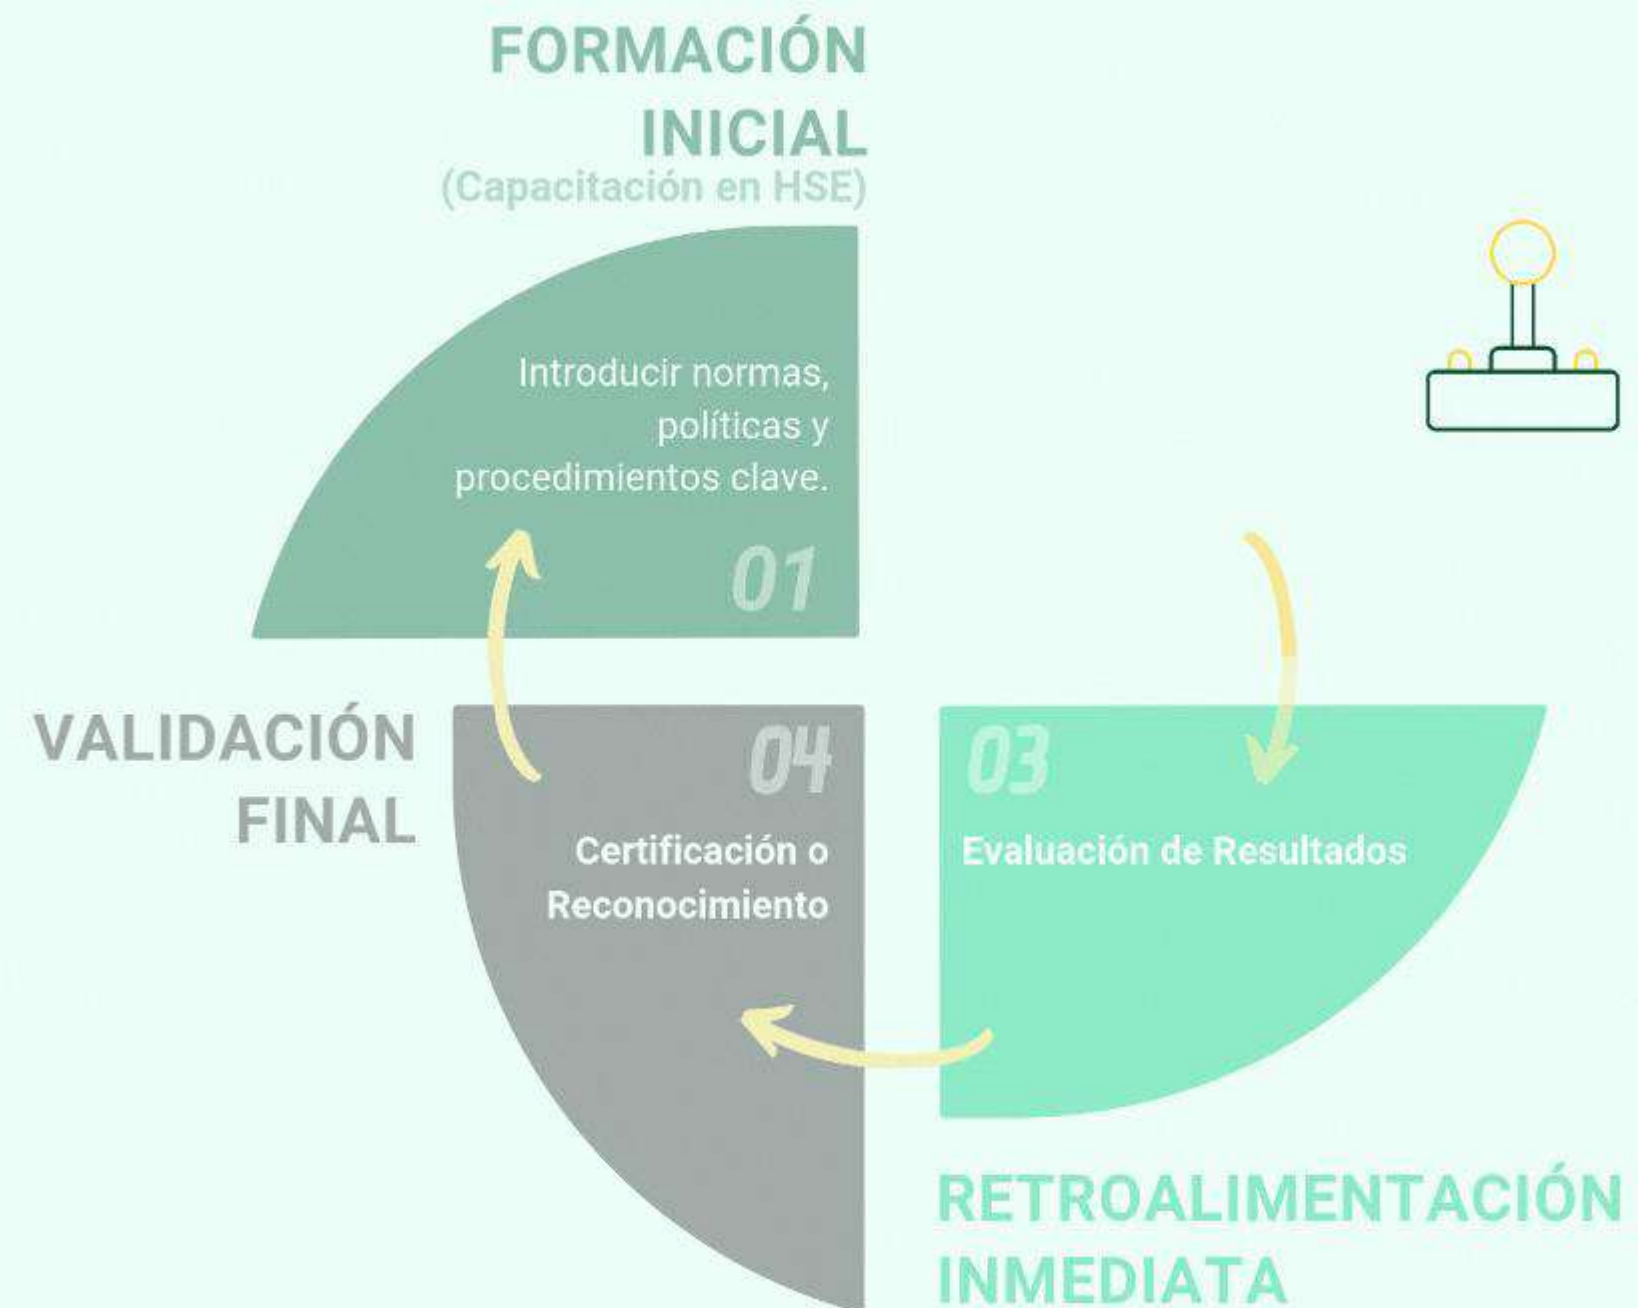 FORMACIÓN
INICIAL
(Capacitación en HSE)
Introducir normas,
políticas y
procedimientos clave.
01
VALIDACIÓN
FINAL
04
Certificación o
Reconocimiento
03
Evaluación de Resultados
RETROALIMENTACIÓN
INMEDIATA